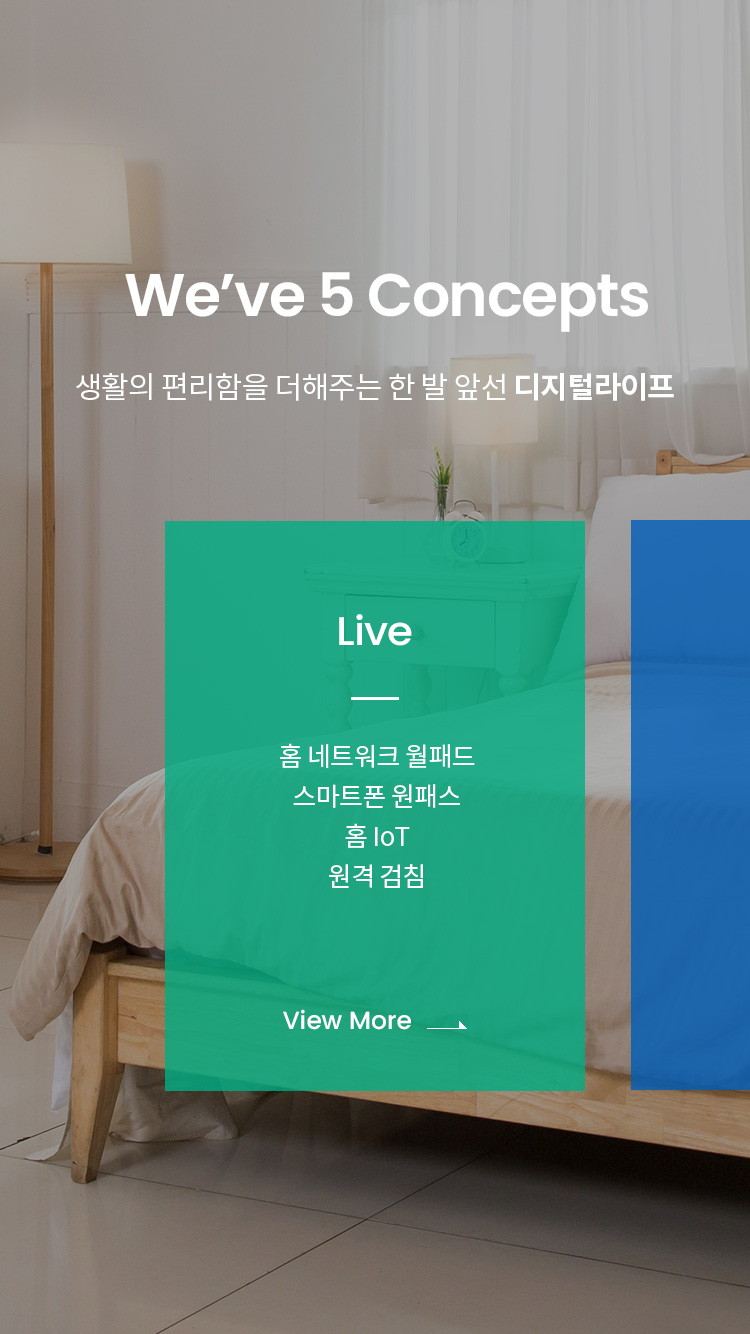 We’ve 5 Concepts
생활의 편리함을 더해주는 한 발 앞선 디지털라이프
Live
홈 네트워크 월패드
스마트폰 원패스
홈 IoT
원격 검침
View More